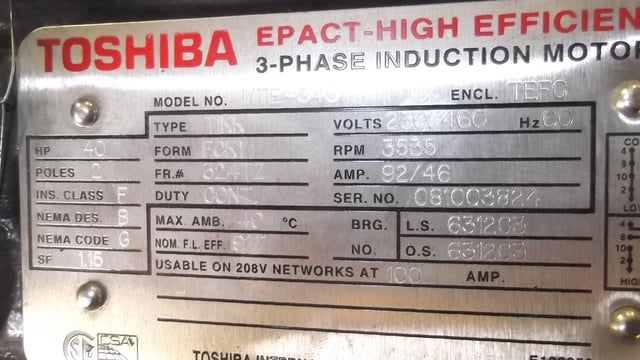 TOSHIBA EPACT-HIGH EFFICIEN
3-PHASE INDUCTION MOTOR
MODEL NO. ENCL. TEFC
TYPE VOLTS 230/460 Hz 60
HP 40 FORM RPM 3535
POLES 2 FR.# AMP. 92/46
INS. CLASS F DUTY CONT. SER. NO. 081003824
NEMA DES. B MAX. AMB. 40 °C BRG. L.S. 6312C3
NEMA CODE G NOM. F.L. EFF. NO. O.S. 6312C3
SF 1.15 USABLE ON 208V NETWORKS AT 100 AMP.
CSA
TOSHIBA